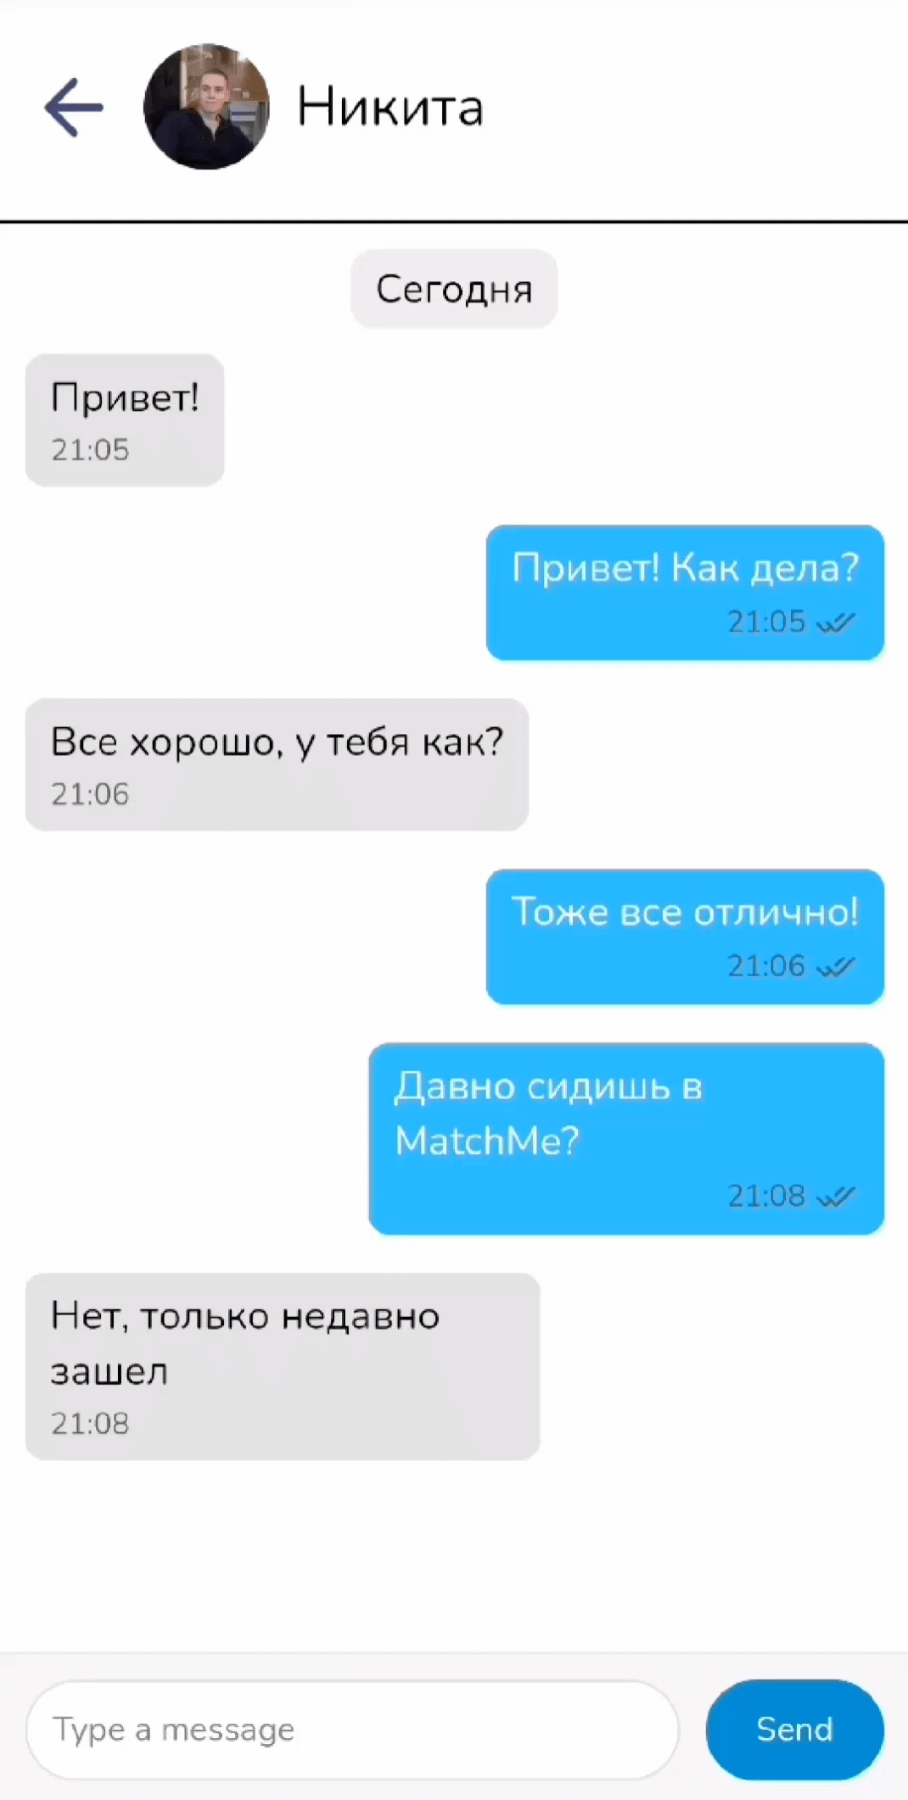 Никита
Сегодня
Привет!
21:05
Привет! Как дела?
21:05
Все хорошо, у тебя как?
21:06
Тоже все отлично!
21:06
Давно сидишь в
MatchMe?
21:08
Нет, только недавно
зашел
21:08
Type a message
Send